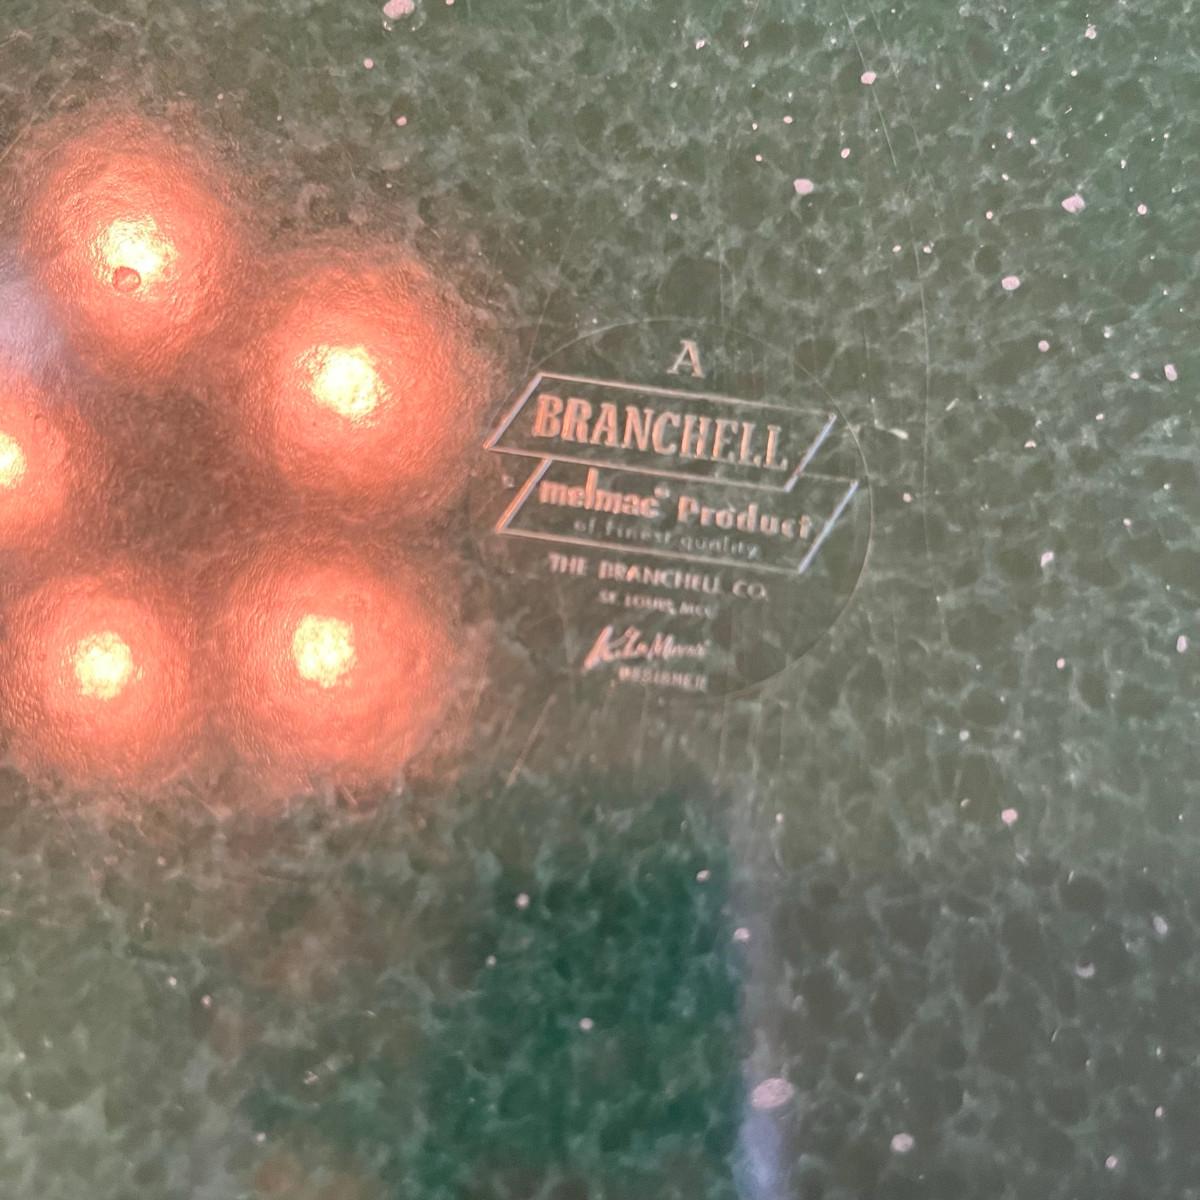 A
BRANCHELL
melmac® Product
of finest quality
THE BRANCHELL CO.
ST. LOUIS, MO.
DESIGNER